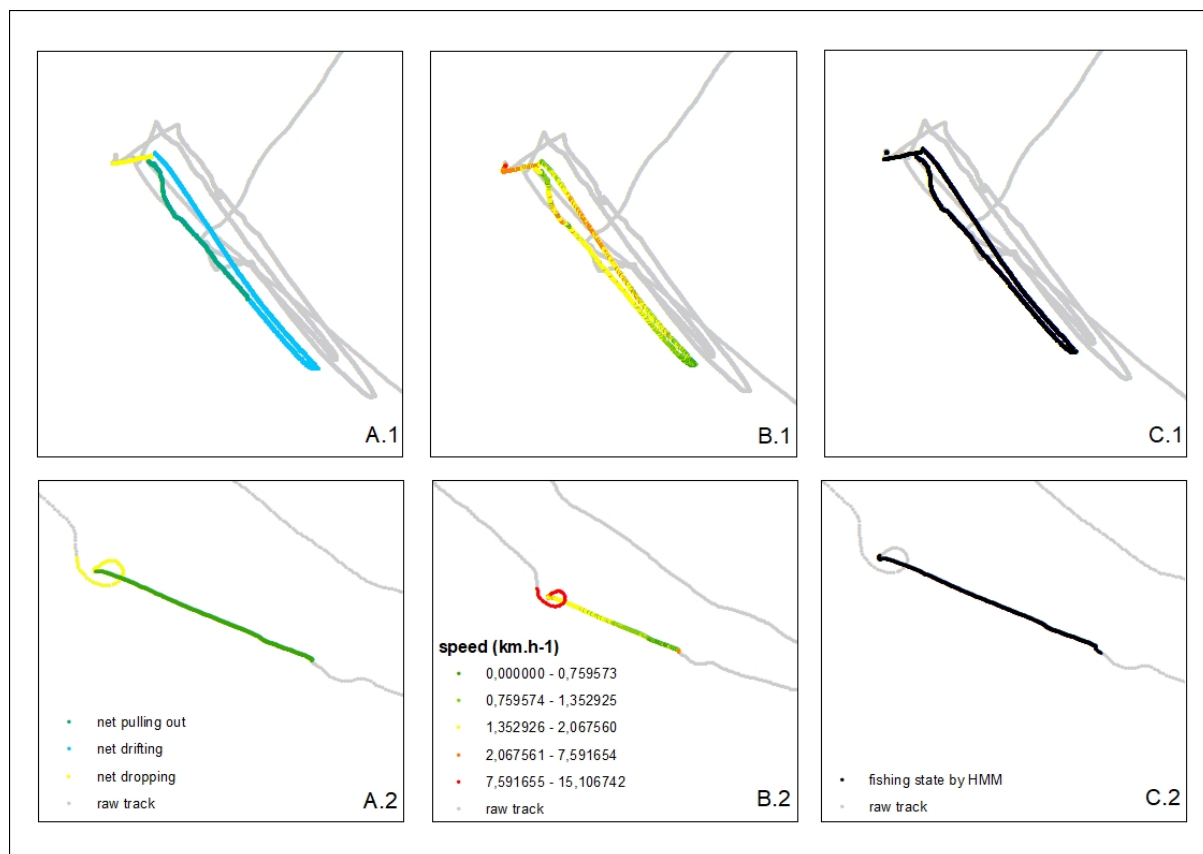 A.1
B.1
C.1
net pulling out
net drifting
net dropping
raw track
A.2
speed (km.h-1)
0,000000 - 0,759573
0,759574 - 1,352925
1,352926 - 2,067560
2,067561 - 7,591654
7,591655 - 15,106742
raw track
B.2
fishing state by HMM
raw track
C.2